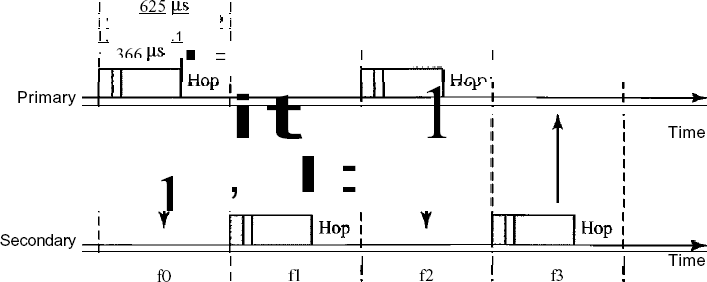 625 µs
366 µs
Hop Hop
Primary
Time
Hop Hop
Secondary
Time
f0 f1 f2 f3